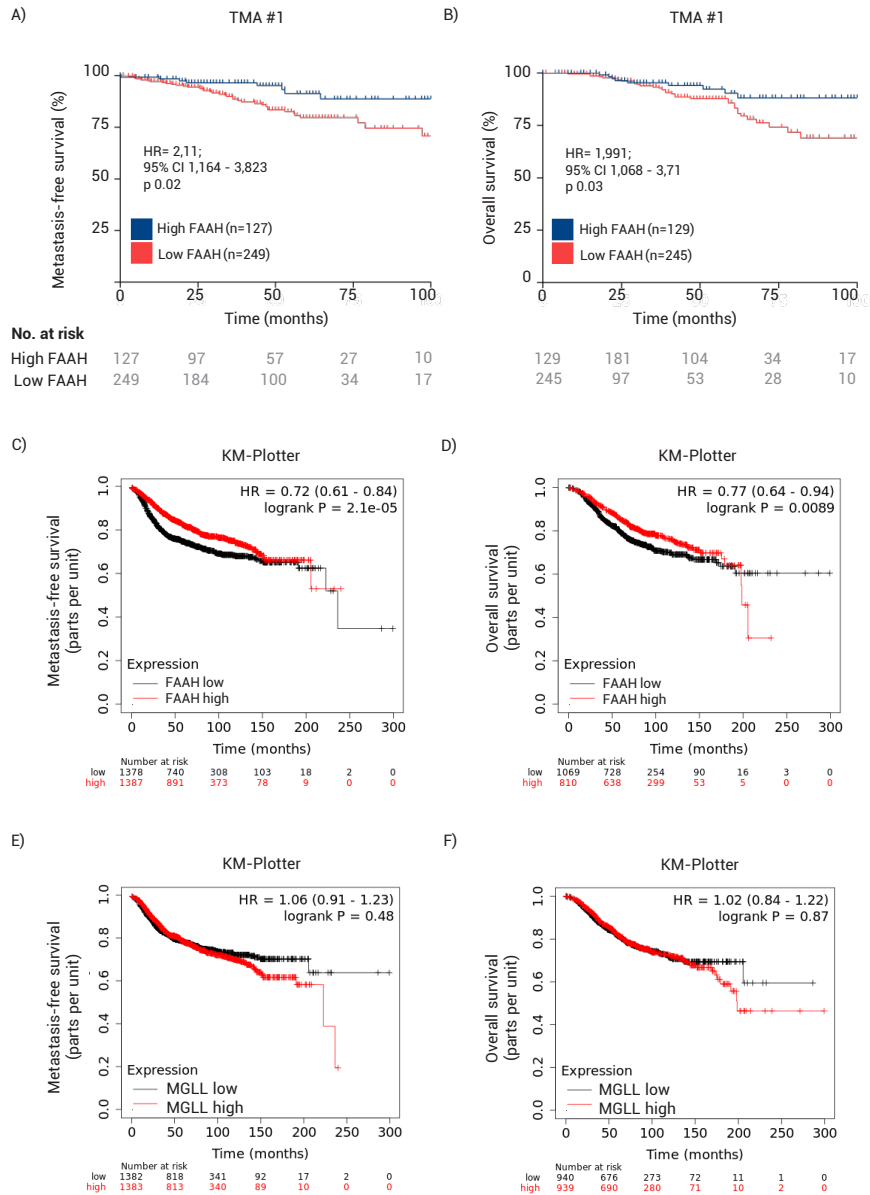 A)
TMA #1
Metastasis-free survival (%)
100
75
50
25
0
HR= 2,11;
95% CI 1,164 - 3,823
p 0.02
High FAAH (n=127)
Low FAAH (n=249)
0 25 50 75 100
Time (months)
B)
TMA #1
Overall survival (%)
100
75
50
25
0
HR= 1,991;
95% CI 1,068 - 3,71
p 0.03
High FAAH (n=129)
Low FAAH (n=245)
0 25 50 75 100
Time (months)
No. at risk
High FAAH 127 97 57 27 10
Low FAAH 249 184 100 34 17
129 181 104 34 17
245 97 53 28 10
C)
KM-Plotter
Metastasis-free survival
(parts per unit)
1.0
0.8
0.6
0.4
0.2
0.0
HR = 0.72 (0.61 - 0.84)
logrank P = 2.1e-05
Expression
FAAH low
FAAH high
0 50 100 150 200 250 300
Time (months)
Number at risk
low 1378 740 308 103 18 2 0
high 1387 891 373 78 9 0 0
D)
KM-Plotter
Overall survival
(parts per unit)
1.0
0.8
0.6
0.4
0.2
0.0
HR = 0.77 (0.64 - 0.94)
logrank P = 0.0089
Expression
FAAH low
FAAH high
0 50 100 150 200 250 300
Time (months)
Number at risk
low 1069 728 254 90 16 3 0
high 810 638 299 53 5 0 0
E)
KM-Plotter
Metastasis-free survival
(parts per unit)
1.0
0.8
0.6
0.4
0.2
0.0
HR = 1.06 (0.91 - 1.23)
logrank P = 0.48
Expression
MGLL low
MGLL high
0 50 100 150 200 250 300
Time (months)
Number at risk
low 1382 818 341 92 17 2 0
high 1383 813 340 89 10 0 0
F)
KM-Plotter
Overall survival
(parts per unit)
1.0
0.8
0.6
0.4
0.2
0.0
HR = 1.02 (0.84 - 1.22)
logrank P = 0.87
Expression
MGLL low
MGLL high
0 50 100 150 200 250 300
Time (months)
Number at risk
low 940 676 273 72 11 1 0
high 939 690 280 71 10 2 0